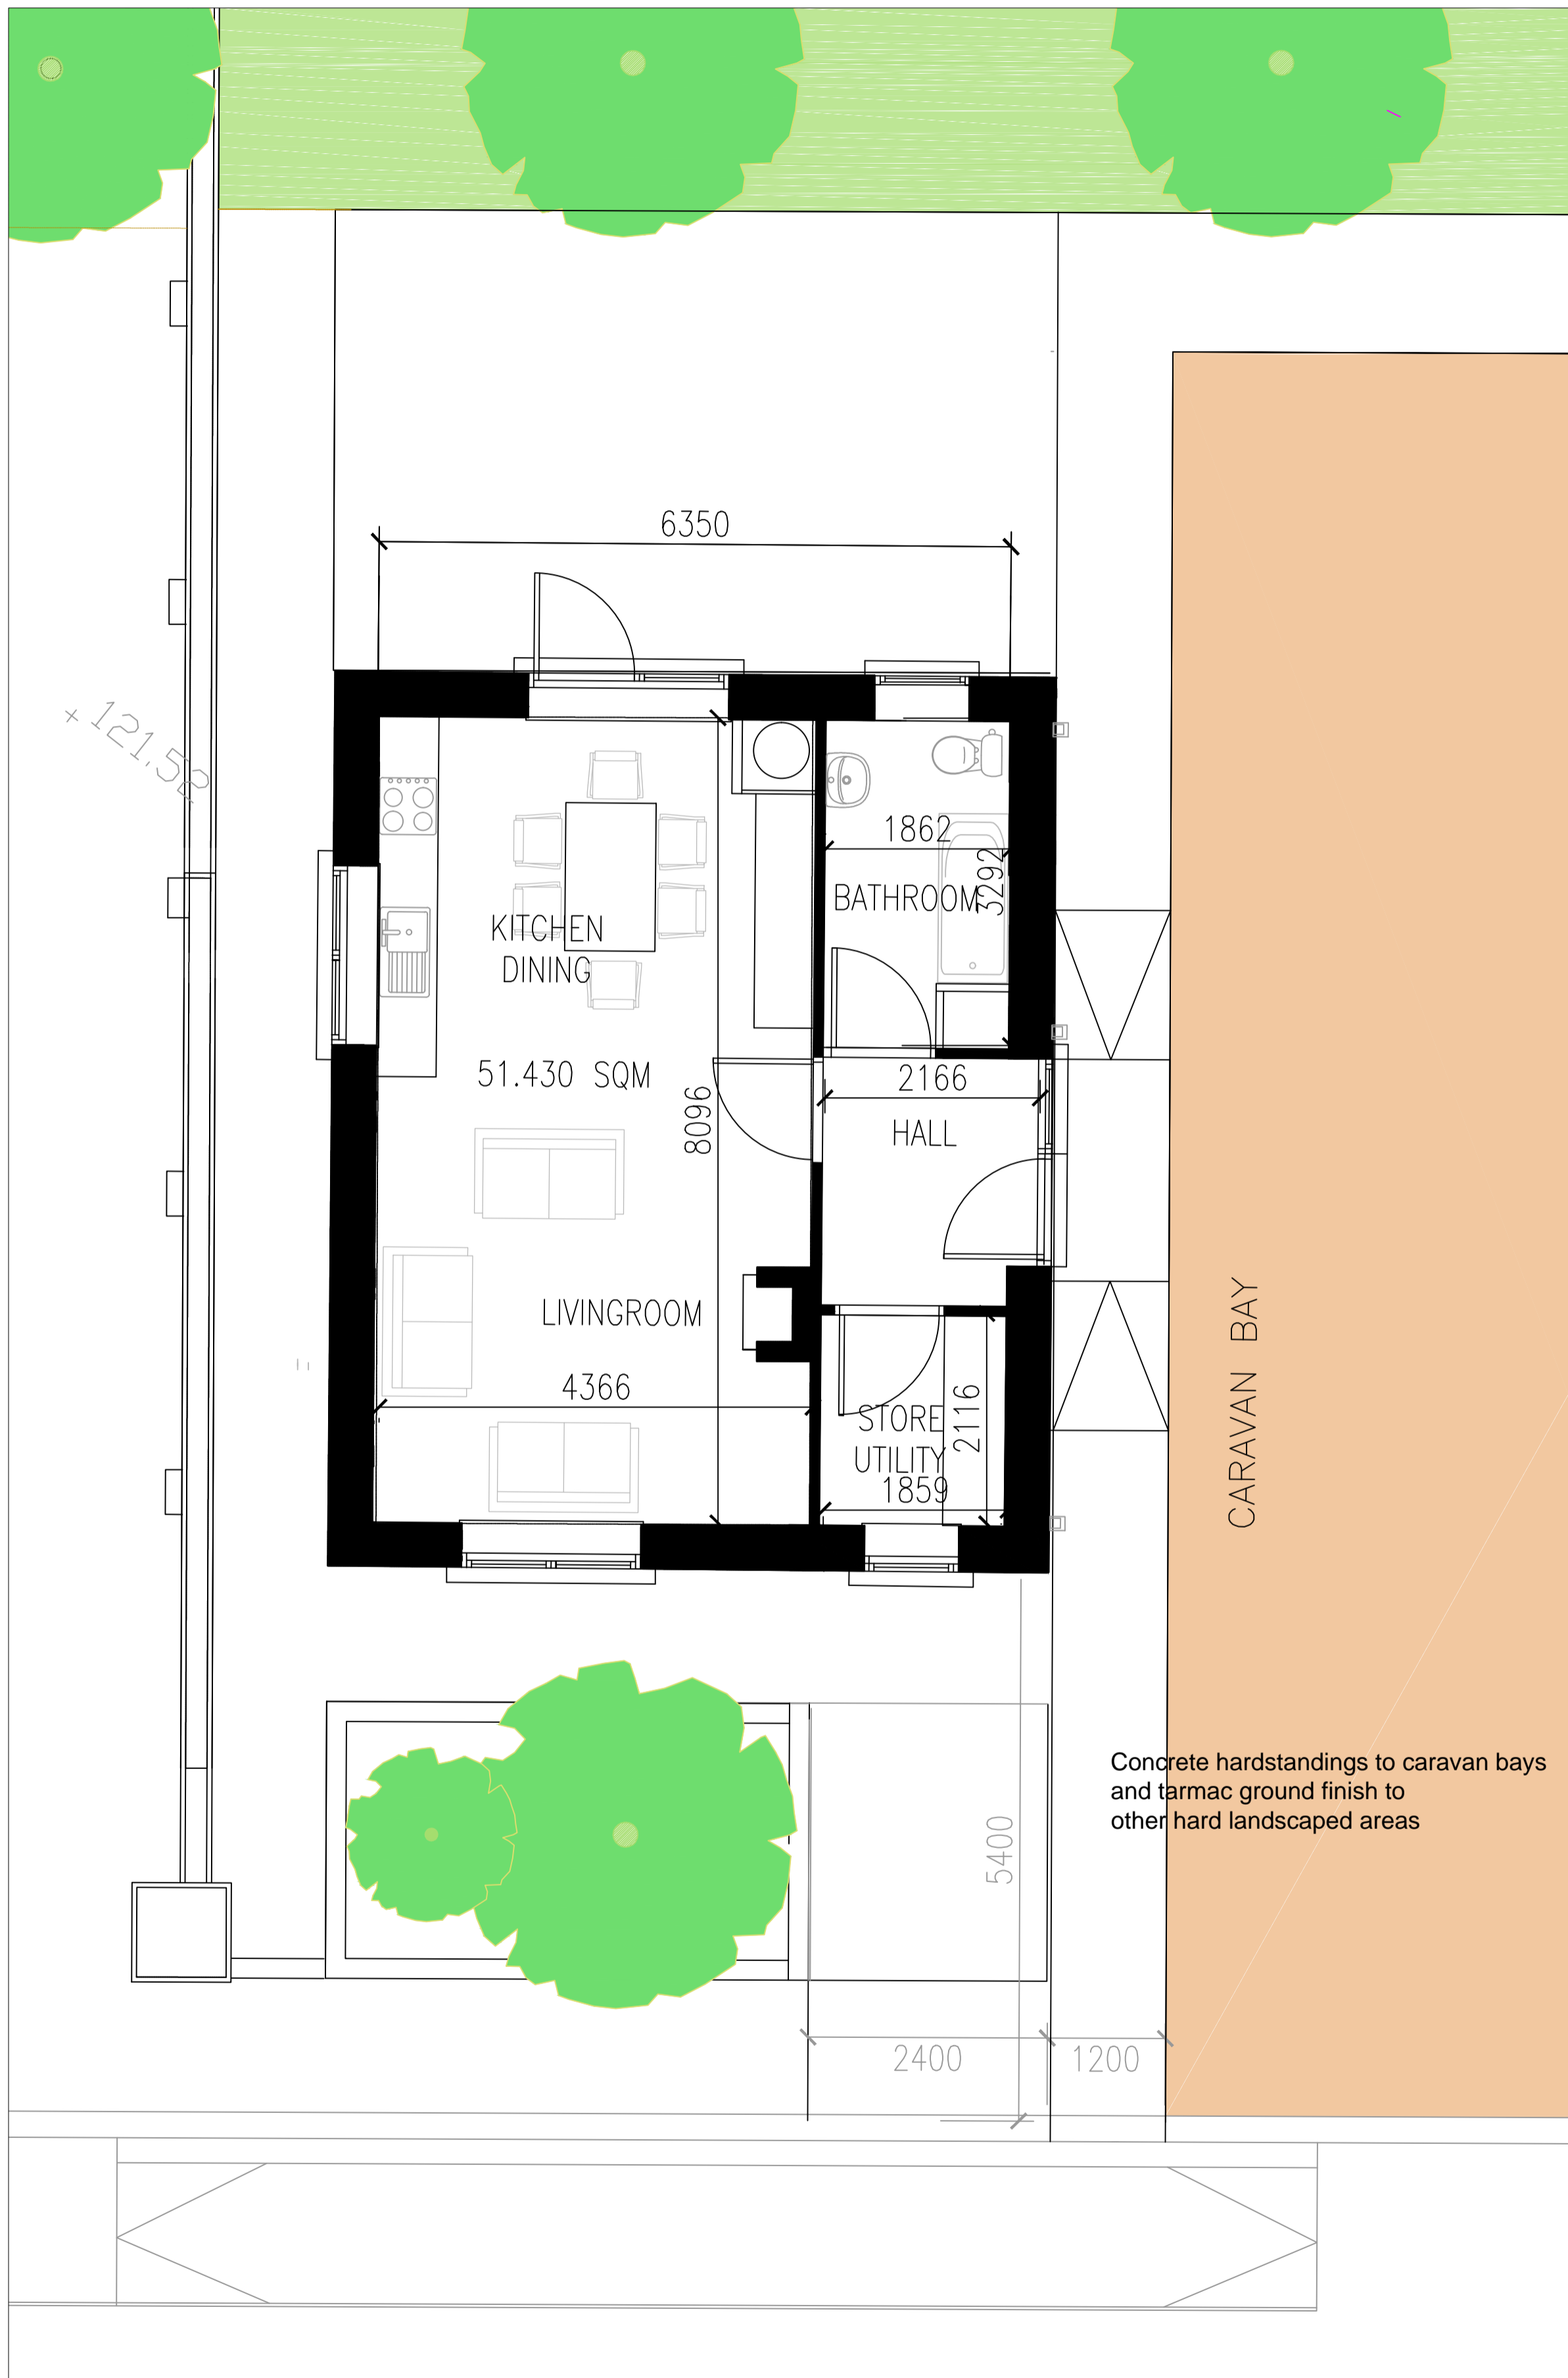 6350
+121.52
1862
3292
BATHROOM
KITCHEN
DINING
51.430 SQM
8096
2166
HALL
LIVINGROOM
4366
STORE
UTILITY
2116
1859
CARAVAN BAY
Concrete hardstandings to caravan bays
and tarmac ground finish to
other hard landscaped areas
5400
2400
1200